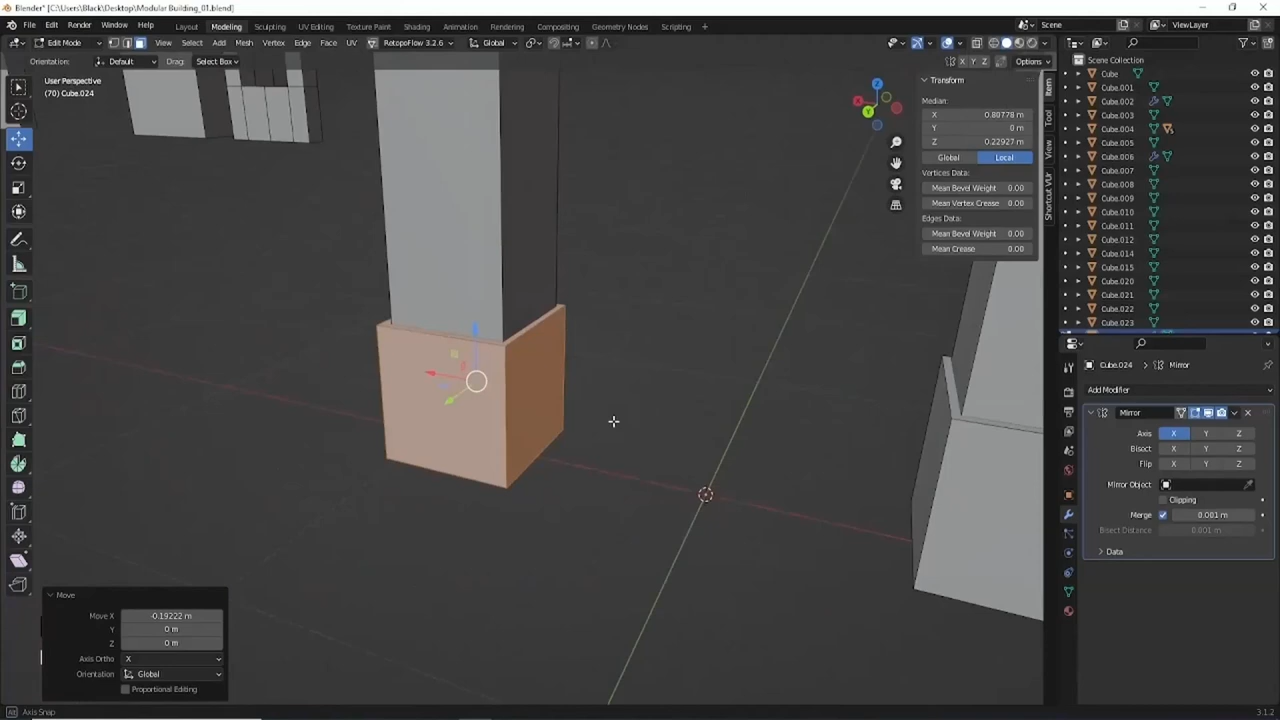 Blender* [C:\Users\Black\Desktop\Modular Building_01.blend]
File Edit Render Window Help Layout Modeling Sculpting UV Editing Texture Paint Shading Animation Rendering Compositing Geometry Nodes Scripting Scene ViewLayer
Edit Mode View Select Add Mesh Vertex Edge Face UV RetopoFlow 3.2.6 Global
Orientation: Default Drag: Select Box X Y Z Options
User Perspective
(70) Cube.024
Transform
Median:
X 0.80778 m
Y 0 m
Z 0.22927 m
Global Local
Vertices Data:
Mean Bevel Weight 0.00
Mean Vertex Crease 0.00
Edges Data:
Mean Bevel Weight 0.00
Mean Crease 0.00
Item
Tool
View
Shortcut VUr
Z
X
Y
Scene Collection
Cube
Cube.001
Cube.002
Cube.003
Cube.004
Cube.005
Cube.006
Cube.007
Cube.008
Cube.009
Cube.010
Cube.011
Cube.012
Cube.014
Cube.015
Cube.020
Cube.021
Cube.022
Cube.023
Cube.024 Mirror
Add Modifier
Mirror
Axis X Y Z
Bisect X Y Z
Flip X Y Z
Mirror Object
Clipping
Merge 0.001 m
Bisect Distance 0.001 m
Data
Move
Move X -0.19222 m
Y 0 m
Z 0 m
Axis Ortho X
Orientation Global
Proportional Editing
Axis Snap
3.1.2